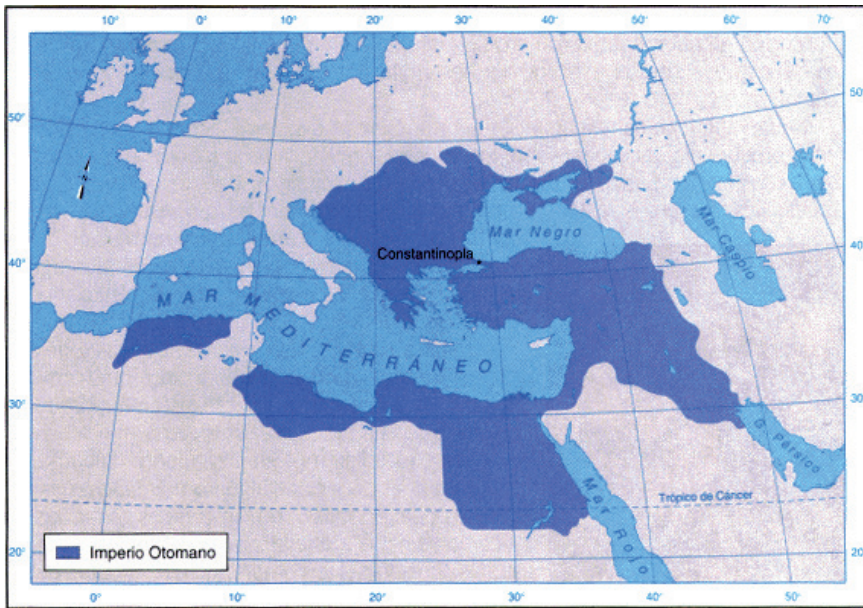 10°
0°
10°
20°
30°
40°
50°
60°
70°
50°
50°
40°
40°
30°
30°
20°
20°
0°
10°
20°
30°
40°
50°
Mar Negro
Constantinopla
Mar Caspio
MAR MEDITERRÁNEO
G. Pérsico
Mar Rojo
Trópico de Cáncer
Imperio Otomano